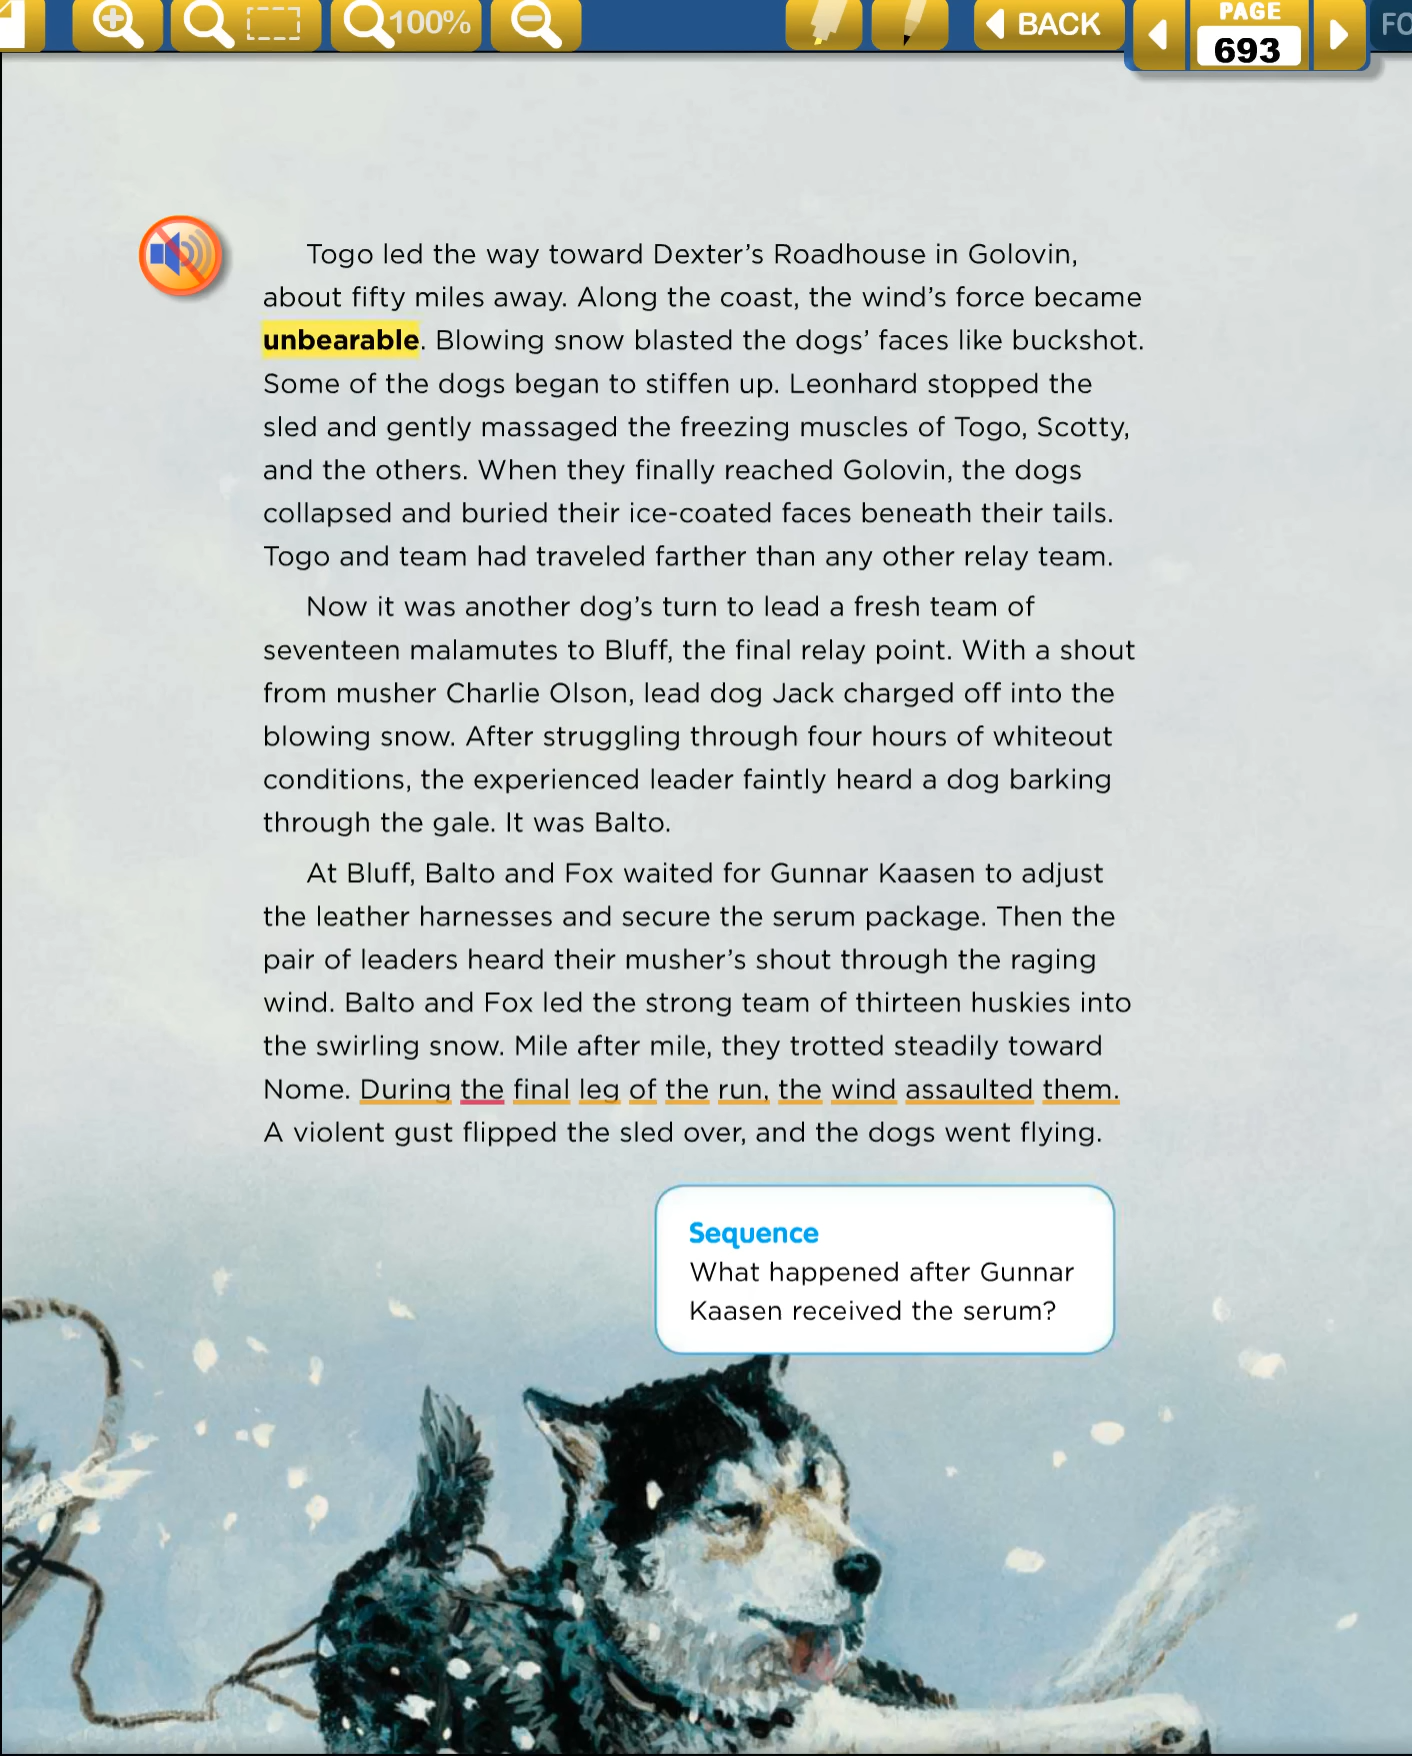 100%
BACK
PAGE
693
FO
Togo led the way toward Dexter’s Roadhouse in Golovin,
about fifty miles away. Along the coast, the wind’s force became
unbearable. Blowing snow blasted the dogs’ faces like buckshot.
Some of the dogs began to stiffen up. Leonhard stopped the
sled and gently massaged the freezing muscles of Togo, Scotty,
and the others. When they finally reached Golovin, the dogs
collapsed and buried their ice-coated faces beneath their tails.
Togo and team had traveled farther than any other relay team.
Now it was another dog’s turn to lead a fresh team of
seventeen malamutes to Bluff, the final relay point. With a shout
from musher Charlie Olson, lead dog Jack charged off into the
blowing snow. After struggling through four hours of whiteout
conditions, the experienced leader faintly heard a dog barking
through the gale. It was Balto.
At Bluff, Balto and Fox waited for Gunnar Kaasen to adjust
the leather harnesses and secure the serum package. Then the
pair of leaders heard their musher’s shout through the raging
wind. Balto and Fox led the strong team of thirteen huskies into
the swirling snow. Mile after mile, they trotted steadily toward
Nome. During the final leg of the run, the wind assaulted them.
A violent gust flipped the sled over, and the dogs went flying.
Sequence
What happened after Gunnar
Kaasen received the serum?